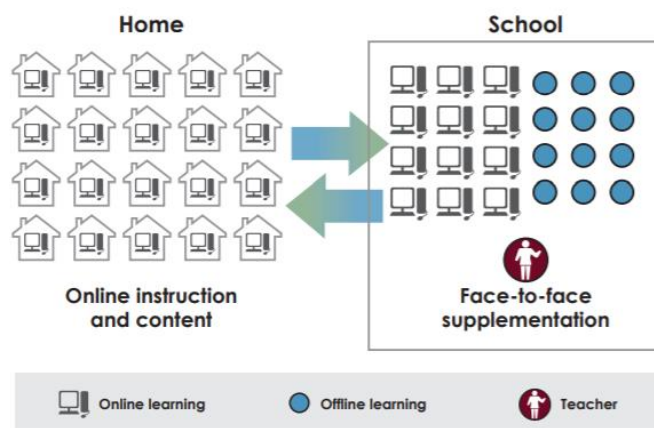 Home
School
Online instruction
and content
Face-to-face
supplementation
Online learning
Offline learning
Teacher